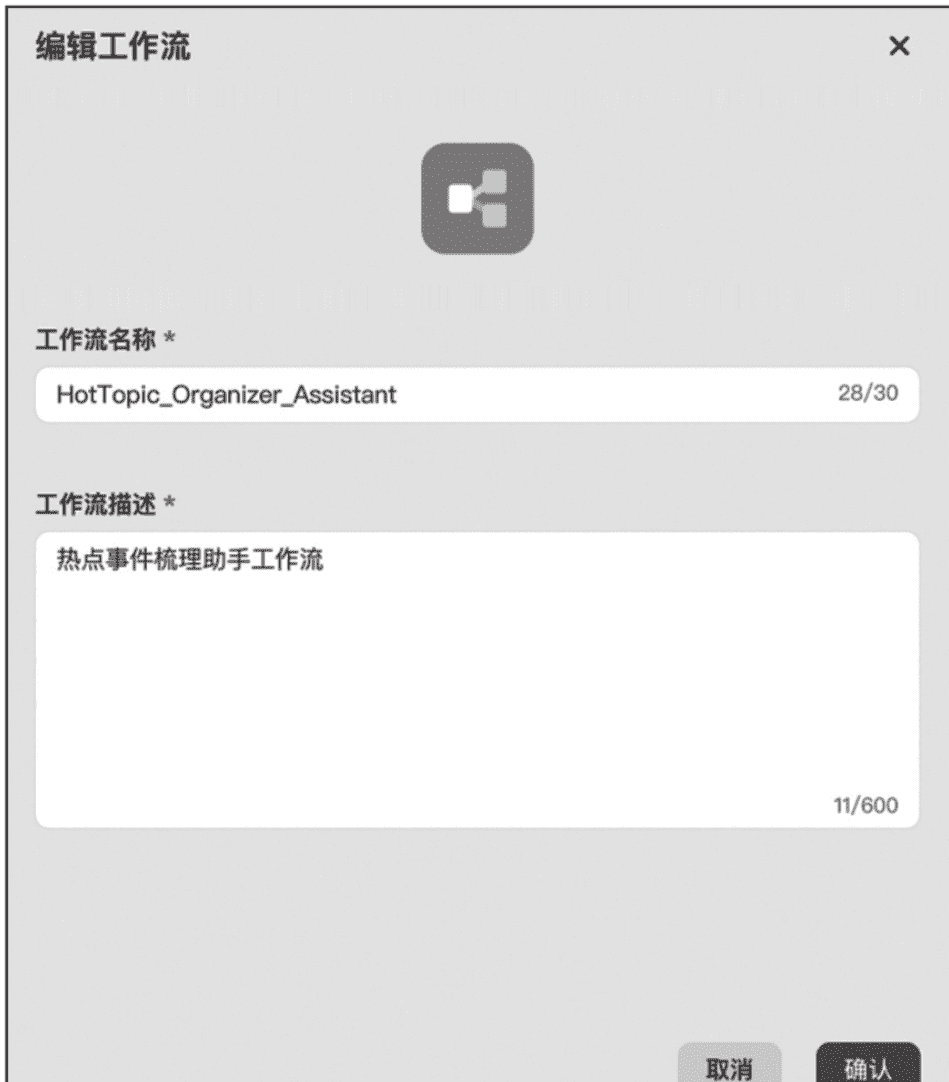 编辑工作流
工作流名称 *
HotTopic_Organizer_Assistant 28/30
工作流描述 *
热点事件梳理助手工作流
11/600
取消 确认